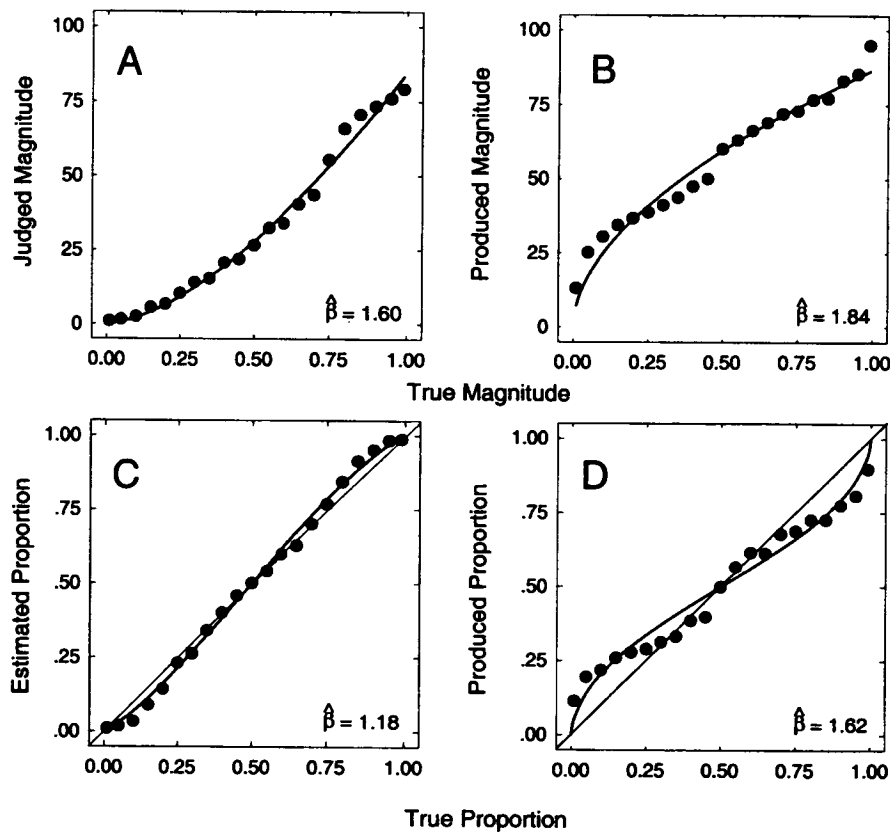 A
Judged Magnitude
100
75
50
25
0
0.00 0.25 0.50 0.75 1.00
β̂ = 1.60
B
Produced Magnitude
100
75
50
25
0
0.00 0.25 0.50 0.75 1.00
β̂ = 1.84
True Magnitude
C
Estimated Proportion
1.00
.75
.50
.25
.00
0.00 0.25 0.50 0.75 1.00
β̂ = 1.18
D
Produced Proportion
1.00
.75
.50
.25
.00
0.00 0.25 0.50 0.75 1.00
β̂ = 1.62
True Proportion